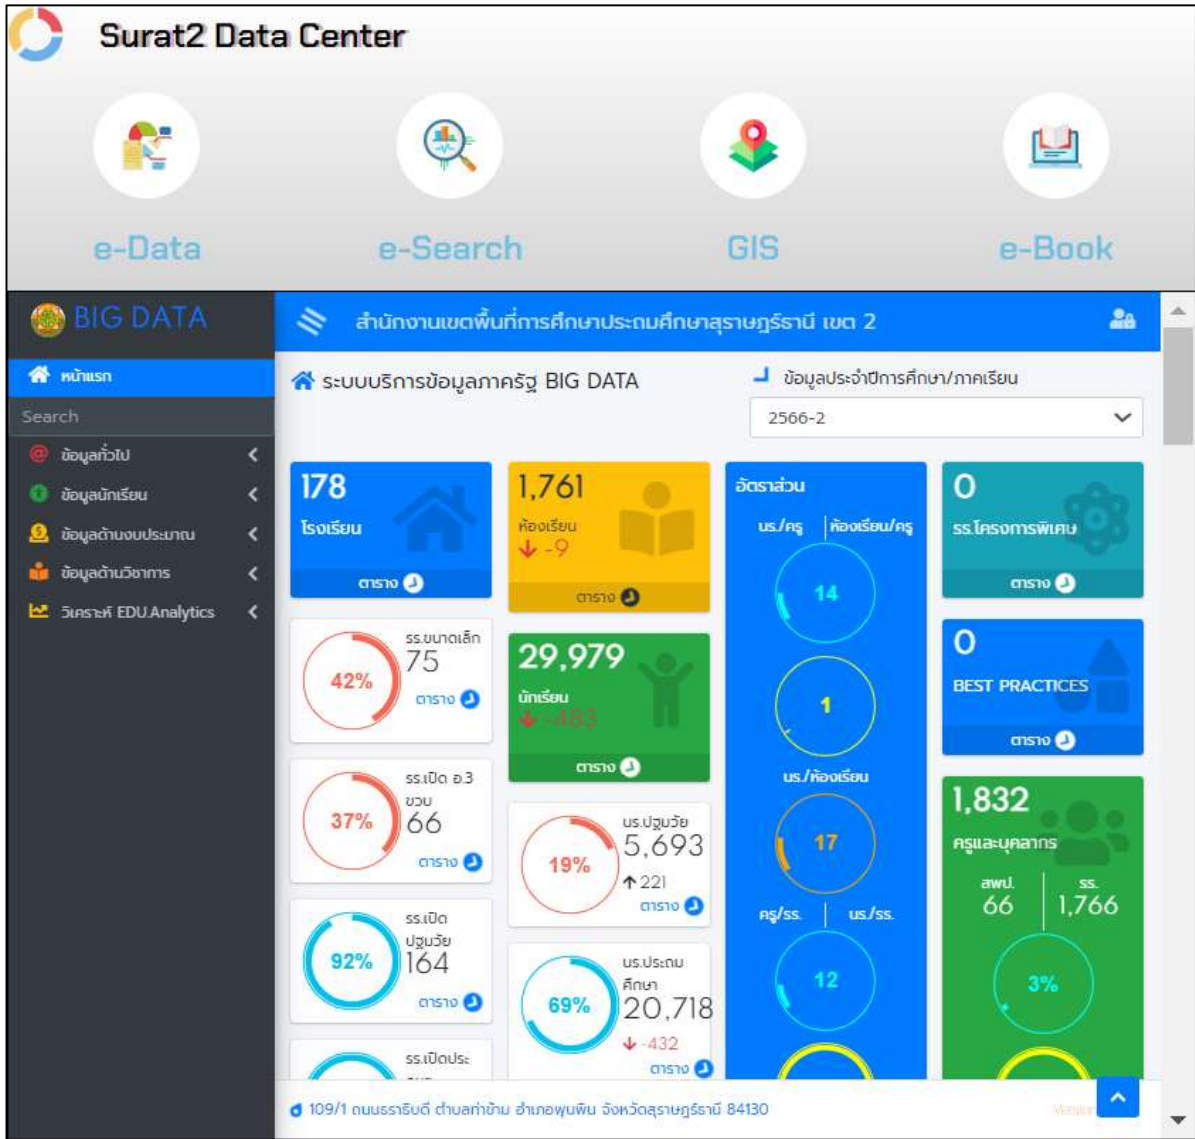 Surat2 Data Center
e-Data
e-Search
GIS
e-Book
BIG DATA
สำนักงานเขตพื้นที่การศึกษาประถมศึกษาสุราษฎร์ธานี เขต 2
หน้าแรก
Search
ข้อมูลทั่วไป
ข้อมูลนักเรียน
ข้อมูลด้านงบประมาณ
ข้อมูลด้านวิชาการ
วิเคราะห์ EDU.Analytics
ระบบบริการข้อมูลภาครัฐ BIG DATA
ข้อมูลประจำปีการศึกษา/ภาคเรียน
2566-2
178
โรงเรียน
ตาราง
รร.ขนาดเล็ก
75
42%
ตาราง
รร.เปิด อ.3
ขวบ
66
37%
ตาราง
รร.เปิด
ปฐมวัย
164
92%
ตาราง
รร.เปิดประ
1,761
ห้องเรียน
-9
ตาราง
29,979
นักเรียน
-483
ตาราง
นร.ปฐมวัย
5,693
19%
221
ตาราง
นร.ประถม
ศึกษา
20,718
69%
-432
ตาราง
อัตราส่วน
นร./ครู ห้องเรียน/ครู
14
1
นร./ห้องเรียน
17
ครู/รร. นร./รร.
12
0
รร.โครงการพิเศษ
ตาราง
0
BEST PRACTICES
ตาราง
1,832
ครูและบุคลากร
สพป. รร.
66 1,766
3%
109/1 ถนนธราธิบดี ตำบลท่าข้าม อำเภอพุนพิน จังหวัดสุราษฎร์ธานี 84130
Version